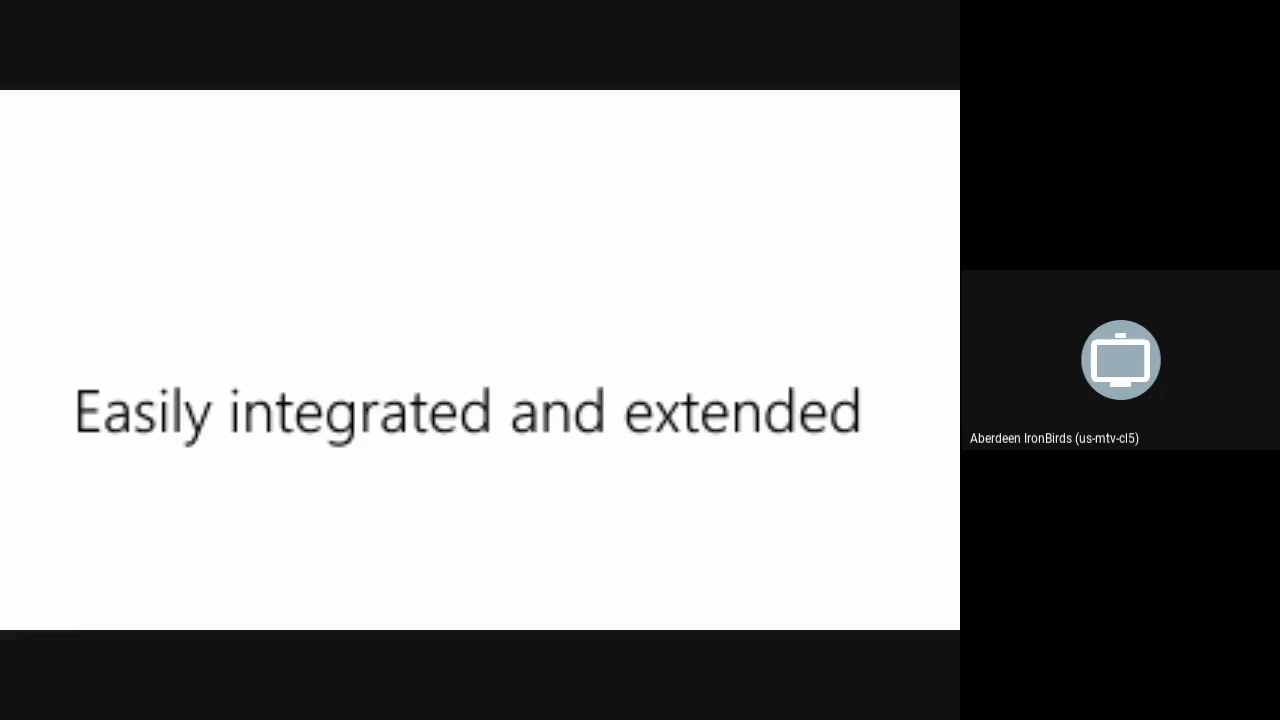 Easily integrated and extended
Aberdeen IronBirds (us-mtv-cl5)